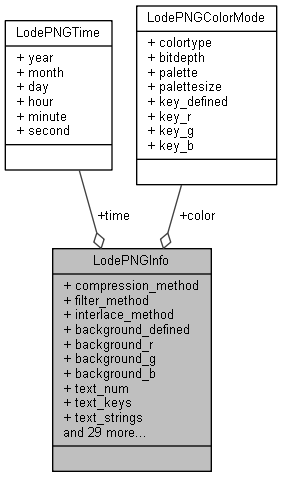 LodePNGTime
+ year
+ month
+ day
+ hour
+ minute
+ second
LodePNGColorMode
+ colortype
+ bitdepth
+ palette
+ palettesize
+ key_defined
+ key_r
+ key_g
+ key_b
+time
+color
LodePNGInfo
+ compression_method
+ filter_method
+ interlace_method
+ background_defined
+ background_r
+ background_g
+ background_b
+ text_num
+ text_keys
+ text_strings
and 29 more...